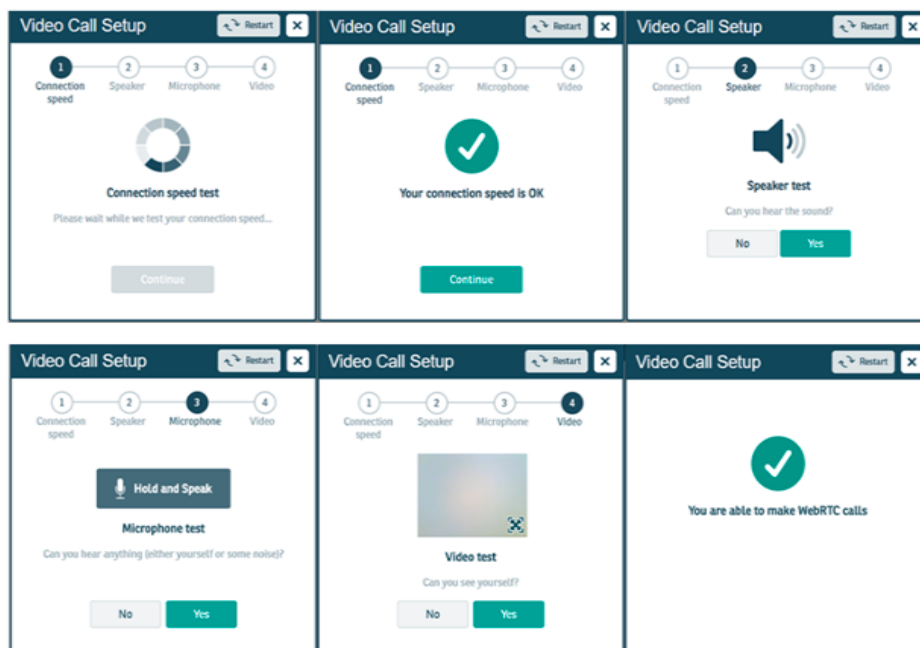 Video Call Setup
Restart
1
2
3
4
Connection speed
Speaker
Microphone
Video
Connection speed test
Please wait while we test your connection speed...
Continue
Video Call Setup
Restart
1
2
3
4
Connection speed
Speaker
Microphone
Video
Your connection speed is OK
Continue
Video Call Setup
Restart
1
2
3
4
Connection speed
Speaker
Microphone
Video
Speaker test
Can you hear the sound?
No
Yes
Video Call Setup
Restart
1
2
3
4
Connection speed
Speaker
Microphone
Video
Hold and Speak
Microphone test
Can you hear anything (either yourself or some noise)?
No
Yes
Video Call Setup
Restart
1
2
3
4
Connection speed
Speaker
Microphone
Video
Video test
Can you see yourself?
No
Yes
Video Call Setup
Restart
You are able to make WebRTC calls